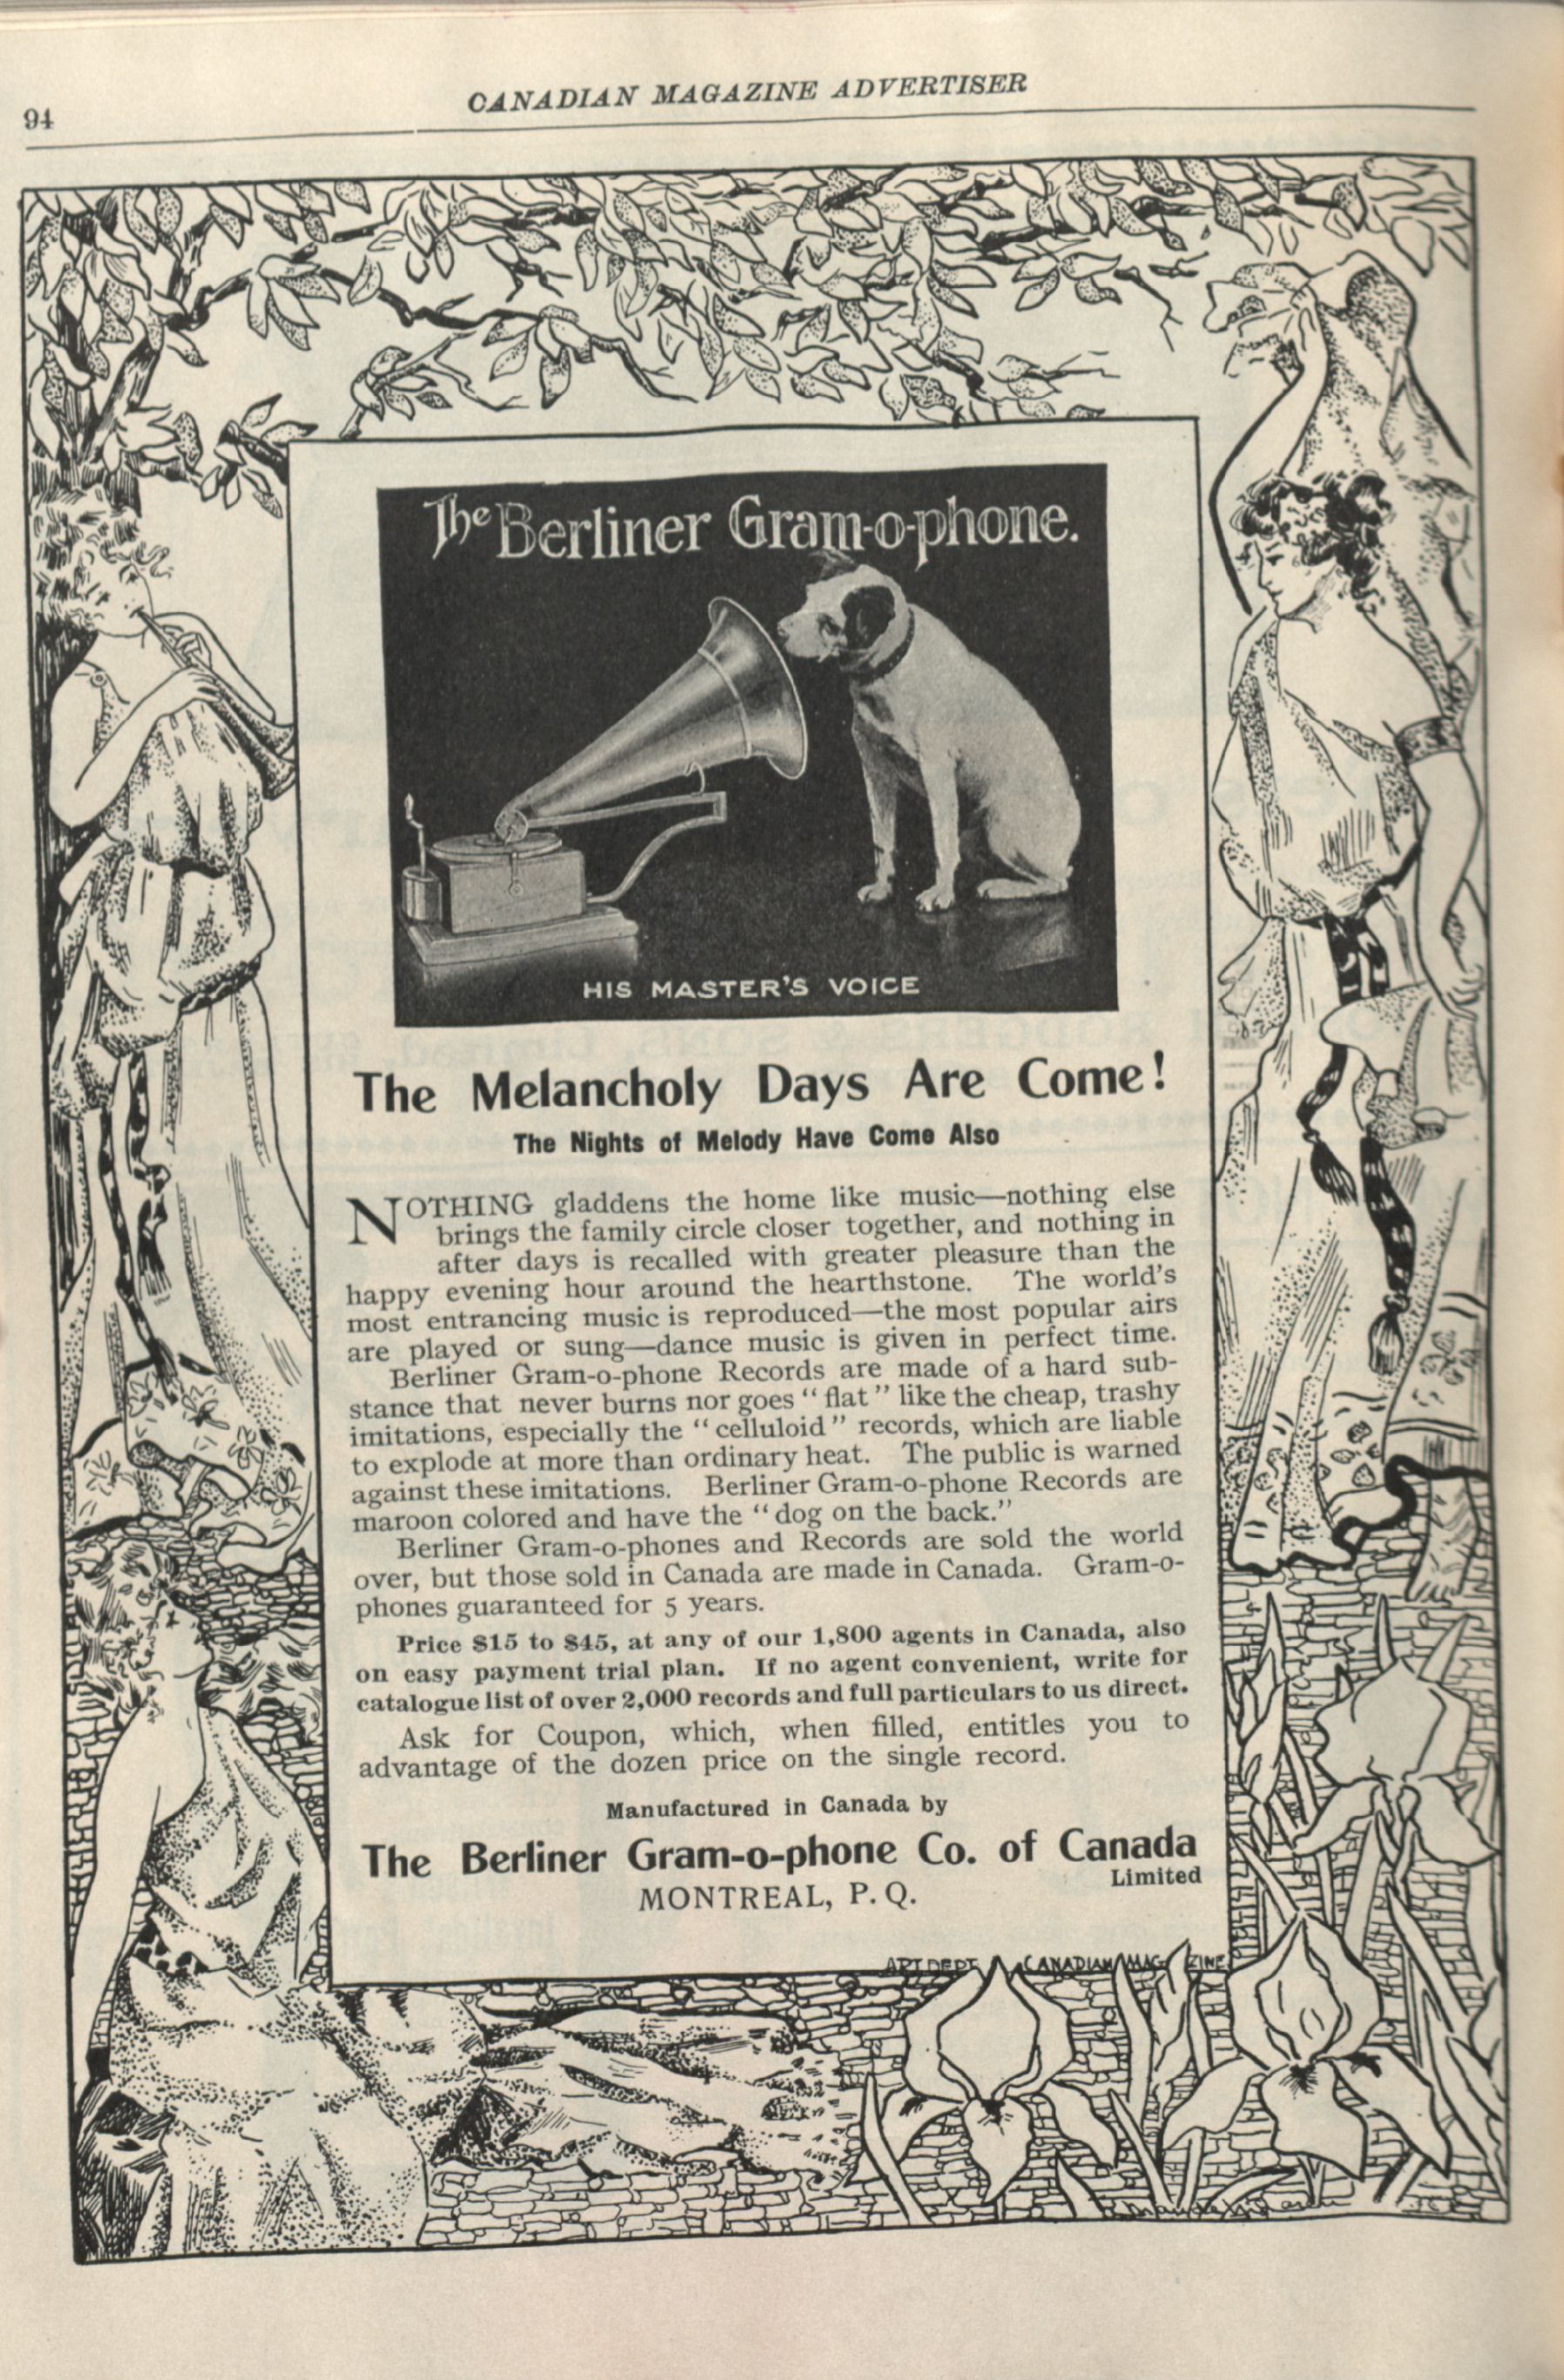 94
CANADIAN MAGAZINE ADVERTISER
The Berliner Gram-o-phone.
HIS MASTER'S VOICE
The Melancholy Days Are Come!
The Nights of Melody Have Come Also
NOTHING gladdens the home like music—nothing else
brings the family circle closer together, and nothing in
after days is recalled with greater pleasure than the
happy evening hour around the hearthstone. The world's
most entrancing music is reproduced—the most popular airs
are played or sung—dance music is given in perfect time.
Berliner Gram-o-phone Records are made of a hard sub-
stance that never burns nor goes "flat" like the cheap, trashy
imitations, especially the "celluloid" records, which are liable
to explode at more than ordinary heat. The public is warned
against these imitations. Berliner Gram-o-phone Records are
maroon colored and have the "dog on the back."
Berliner Gram-o-phones and Records are sold the world
over, but those sold in Canada are made in Canada. Gram-o-
phones guaranteed for 5 years.
Price $15 to $45, at any of our 1,800 agents in Canada, also
on easy payment trial plan. If no agent convenient, write for
catalogue list of over 2,000 records and full particulars to us direct.
Ask for Coupon, which, when filled, entitles you to
advantage of the dozen price on the single record.
Manufactured in Canada by
The Berliner Gram-o-phone Co. of Canada
Limited
MONTREAL, P. Q.
ART DEPT CANADIAN MAGAZINE